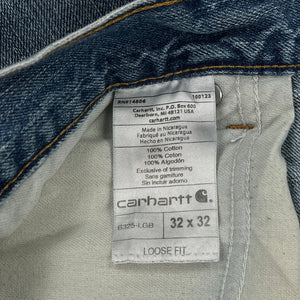 RN#14806 100123
Carhartt, Inc. P.O. Box 600
Dearborn, MI 48121 USA
carhartt.com
Made in Nicaragua
Fabriqué au Nicaragua
Hecho en Nicaragua
100% Cotton
100% Coton
100% Algodón
Exclusive of trimming
Sans garniture
Sin incluir adorno
carhartt
B325-LGB 32 x 32
LOOSE FIT